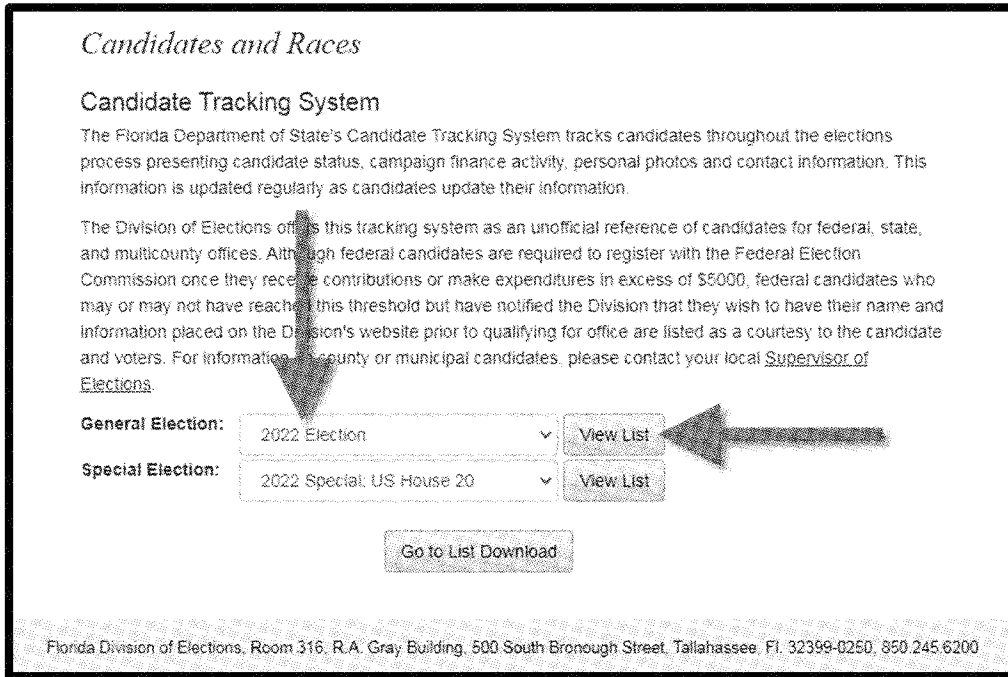 Candidates and Races
Candidate Tracking System
The Florida Department of State's Candidate Tracking System tracks candidates throughout the elections
process presenting candidate status, campaign finance activity, personal photos and contact information. This
information is updated regularly as candidates update their information.
The Division of Elections offers this tracking system as an unofficial reference of candidates for federal, state,
and multicounty offices. Although federal candidates are required to register with the Federal Election
Commission once they receive contributions or make expenditures in excess of $5000, federal candidates who
may or may not have reached this threshold but have notified the Division that they wish to have their name and
information placed on the Division's website prior to qualifying for office are listed as a courtesy to the candidate
and voters. For information county or municipal candidates, please contact your local Supervisor of
Elections.
General Election: 2022 Election View List
Special Election: 2022 Special: US House 20 View List
Go to List Download
Florida Division of Elections, Room 316, R.A. Gray Building, 500 South Bronough Street, Tallahassee, Fl. 32399-0250, 850.245.6200